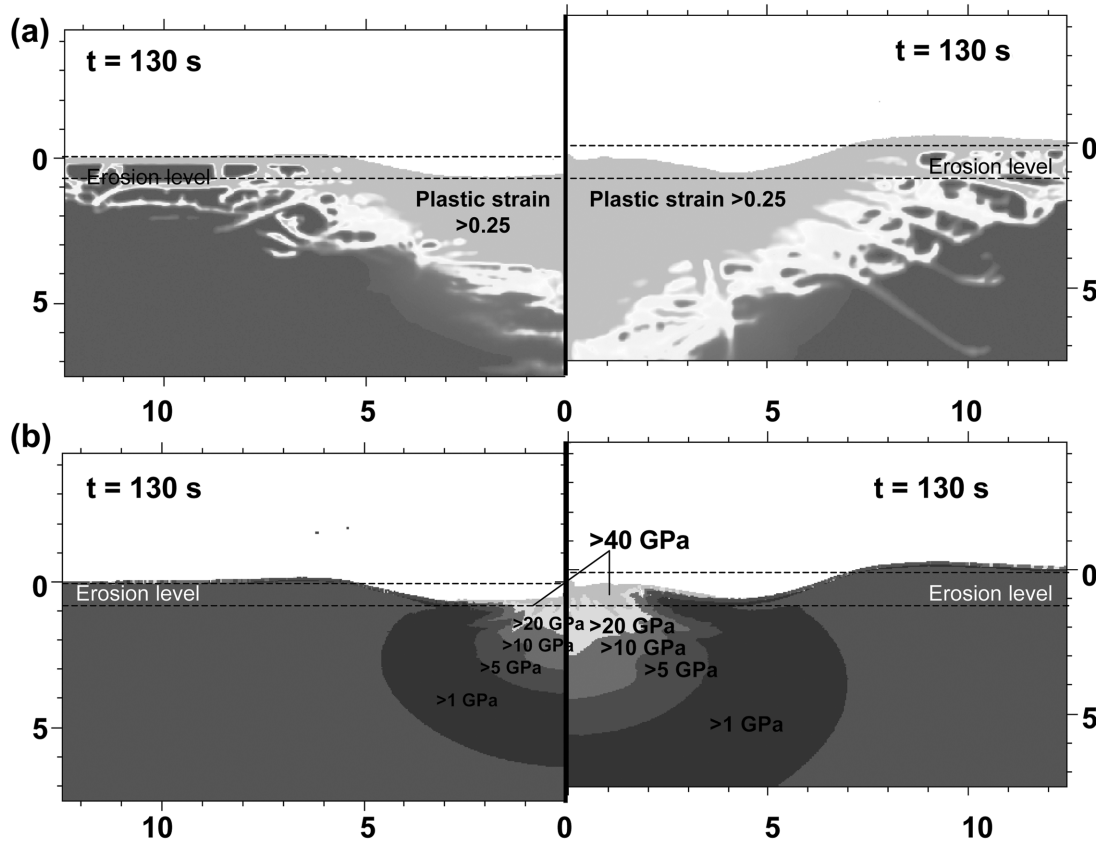 (a)
t = 130 s
t = 130 s
0
Erosion level
Plastic strain
>0.25
5
0
Erosion level
Plastic strain >0.25
5
10
5
0
5
10
(b)
t = 130 s
t = 130 s
>40 GPa
0
Erosion level
0
Erosion level
>20 GPa
>20 GPa
>10 GPa
>10 GPa
>5 GPa
>5 GPa
>1 GPa
>1 GPa
5
5
10
5
0
5
10